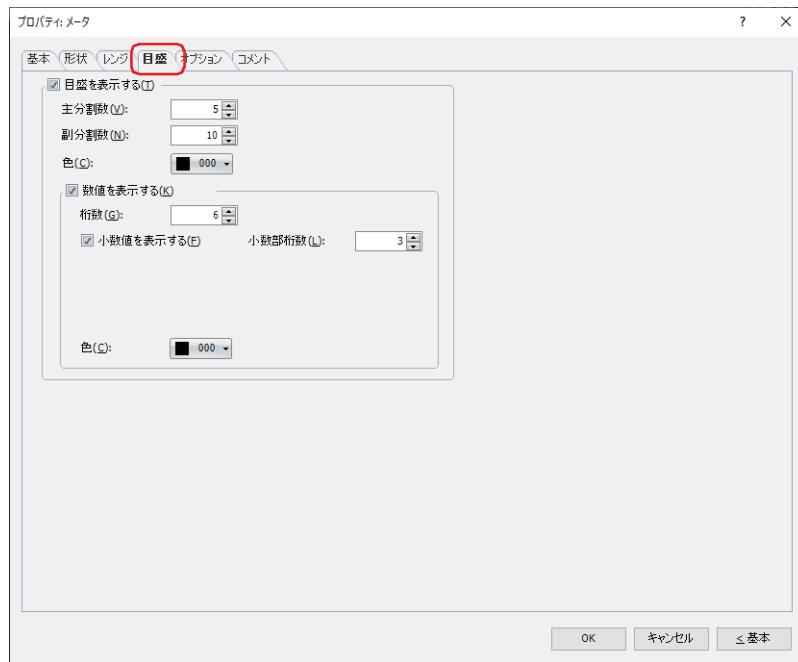 プロパティ: メータ ?
基本 形状 レンジ 目盛 オプション コメント
目盛を表示する(T)
主分割数(V): 5
副分割数(N): 10
色(C): 000
数値を表示する(K)
桁数(G): 6
小数値を表示する(F) 小数部桁数(L): 3
色(C): 000
OK キャンセル < 基本